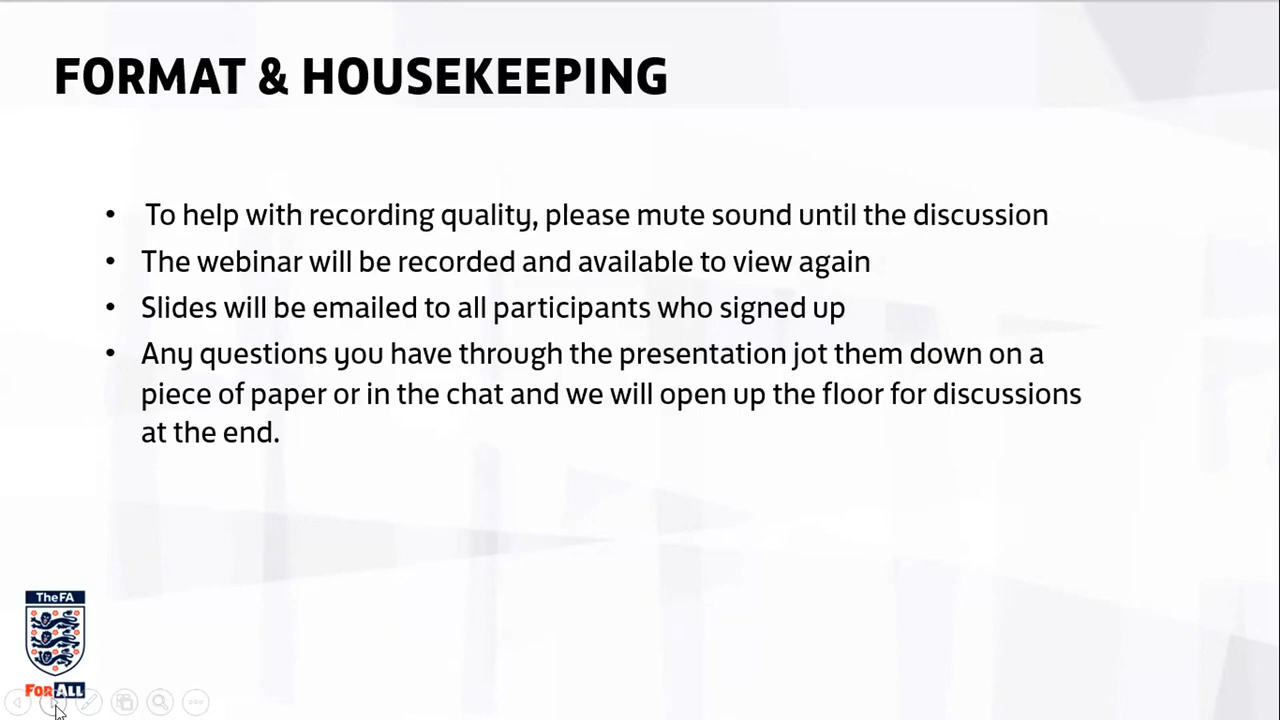 FORMAT & HOUSEKEEPING
• To help with recording quality, please mute sound until the discussion
• The webinar will be recorded and available to view again
• Slides will be emailed to all participants who signed up
• Any questions you have through the presentation jot them down on a
piece of paper or in the chat and we will open up the floor for discussions
at the end.
TheFA
FORALL